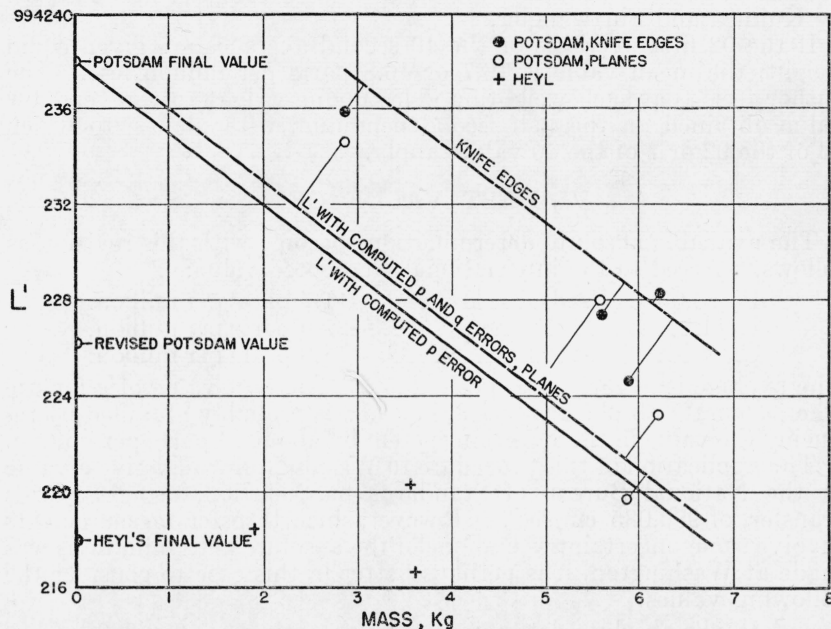 994240
236
232
228
224
220
216
L'
POTSDAM FINAL VALUE
REVISED POTSDAM VALUE
HEYL'S FINAL VALUE
POTSDAM, KNIFE EDGES
POTSDAM, PLANES
HEYL
KNIFE EDGES
L' WITH COMPUTED p AND q ERRORS, PLANES
L' WITH COMPUTED p ERROR
0 1 2 3 4 5 6 7 8
MASS, Kg